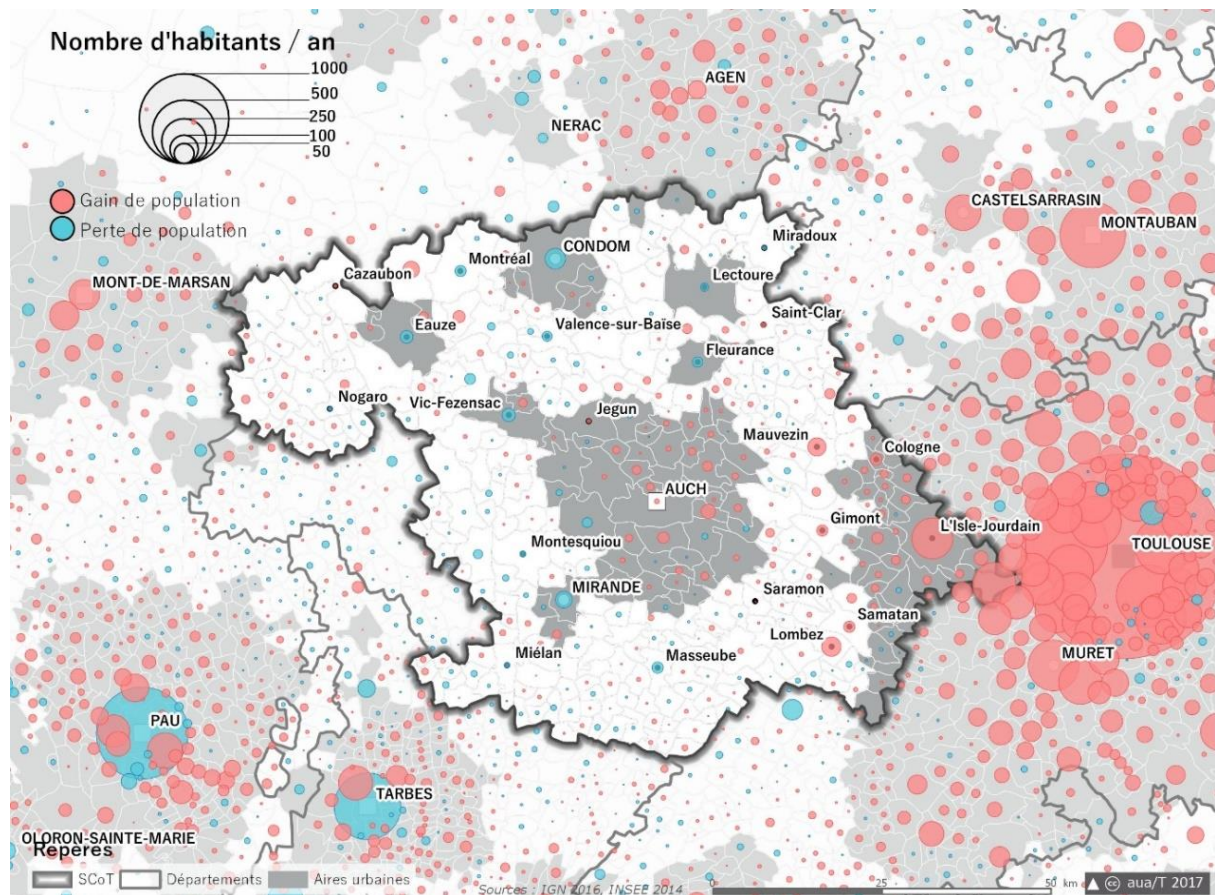 Nombre d'habitants / an
1000
500
250
100
50
Gain de population
Perte de population
AGEN
NERAC
CASTELSARRASIN
MONTAUBAN
MONT-DE-MARSAN
Cazaubon
Montréal
CONDOM
Miradoux
Lectoure
Eauze
Valence-sur-Baïse
Saint-Clar
Fleurance
Nogaro
Vic-Fezensac
Jegun
Mauvezin
Cologne
AUCH
Gimont
L'Isle-Jourdain
TOULOUSE
Montesquiou
MIRANDE
Saramon
Samatan
Lombez
Miélan
Masseube
MURET
PAU
TARBES
OLORON-SAINTE-MARIE
Repères
SCoT
Départements
Aires urbaines
Sources : IGN 2016, INSEE 2014
0 25 50 km
cc aua/T 2017